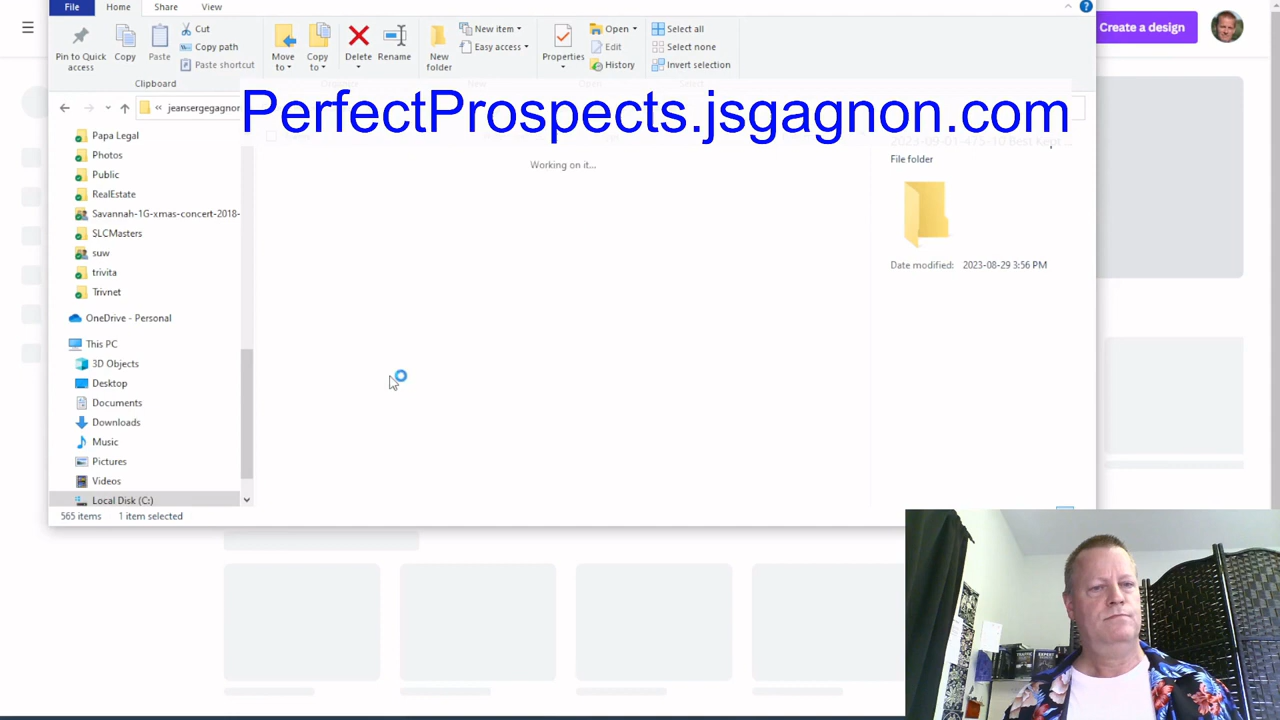 File Home Share View
Create a design
Cut
Copy path
Paste shortcut
Pin to Quick access
Copy
Paste
Clipboard
Move to
Copy to
Delete
Rename
New folder
New item
Easy access
New
Properties
Open
Edit
History
Open
Select all
Select none
Invert selection
« jeansergegagnon
PerfectProspects.jsgagnon.com
Papa Legal
Photos
Public
RealEstate
Savannah-1G-xmas-concert-2018-
SLCMasters
suw
trivita
Trivnet
OneDrive - Personal
This PC
3D Objects
Desktop
Documents
Downloads
Music
Pictures
Videos
Local Disk (C:)
565 items 1 item selected
Working on it...
File folder
Date modified: 2023-08-29 3:56 PM
TRAFFIC
EXPERT